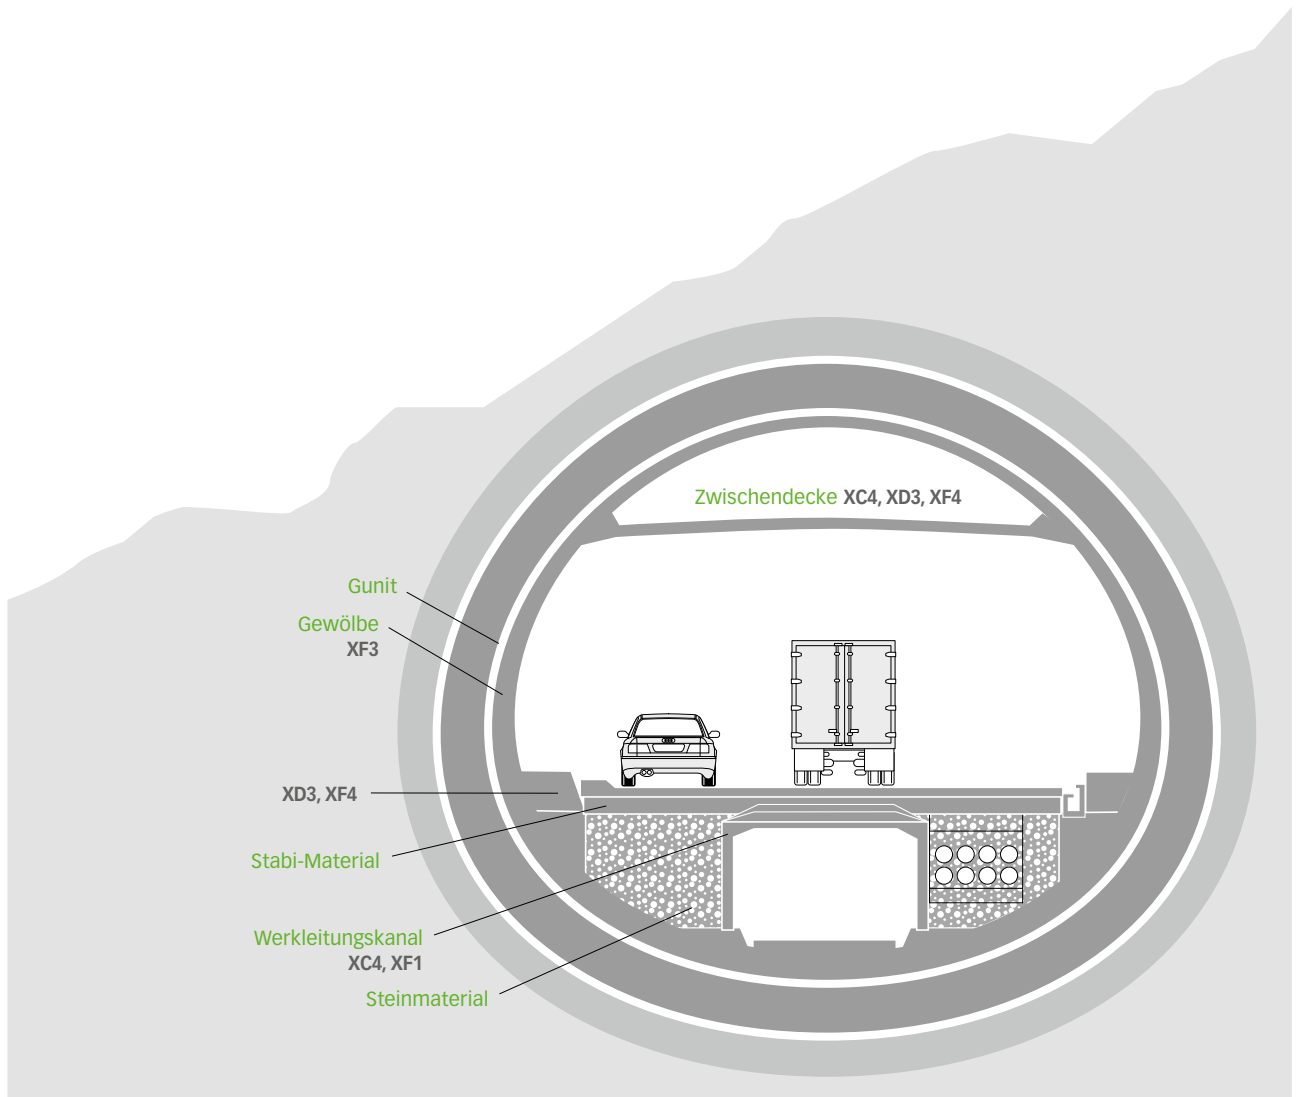 Zwischendecke XC4, XD3, XF4
Gunit
Gewölbe
XF3
XD3, XF4
Stabi-Material
Werkleitungskanal
XC4, XF1
Steinmaterial